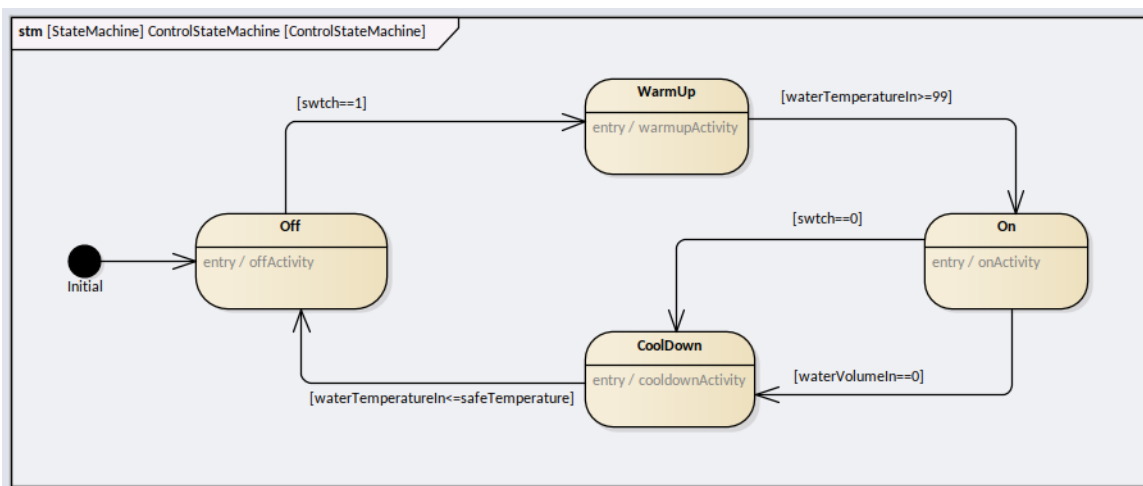 stm [StateMachine] ControlStateMachine [ControlStateMachine]
WarmUp
entry / warmupActivity
[swtch==1]
[waterTemperatureIn>=99]
Off
entry / offActivity
Initial
[swtch==0]
On
entry / onActivity
CoolDown
entry / cooldownActivity
[waterVolumeIn==0]
[waterTemperatureIn<=safeTemperature]